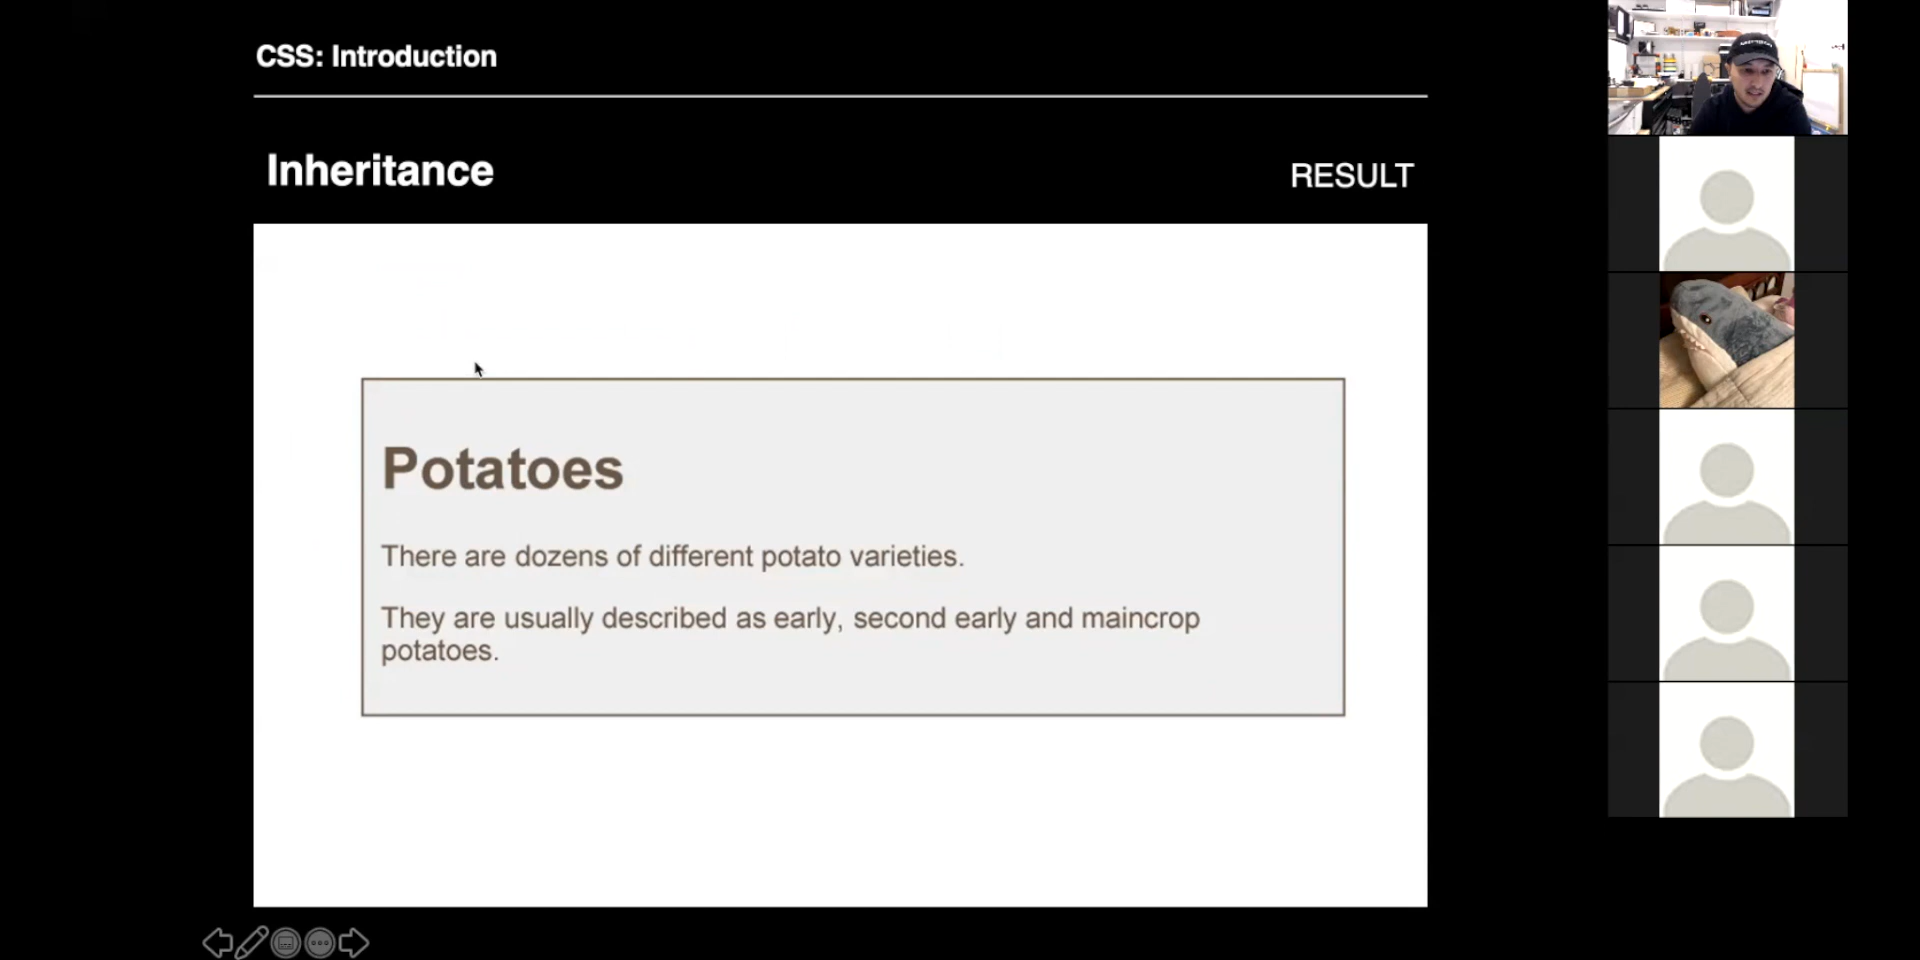 CSS: Introduction
Inheritance
RESULT
Potatoes
There are dozens of different potato varieties.
They are usually described as early, second early and maincrop
potatoes.